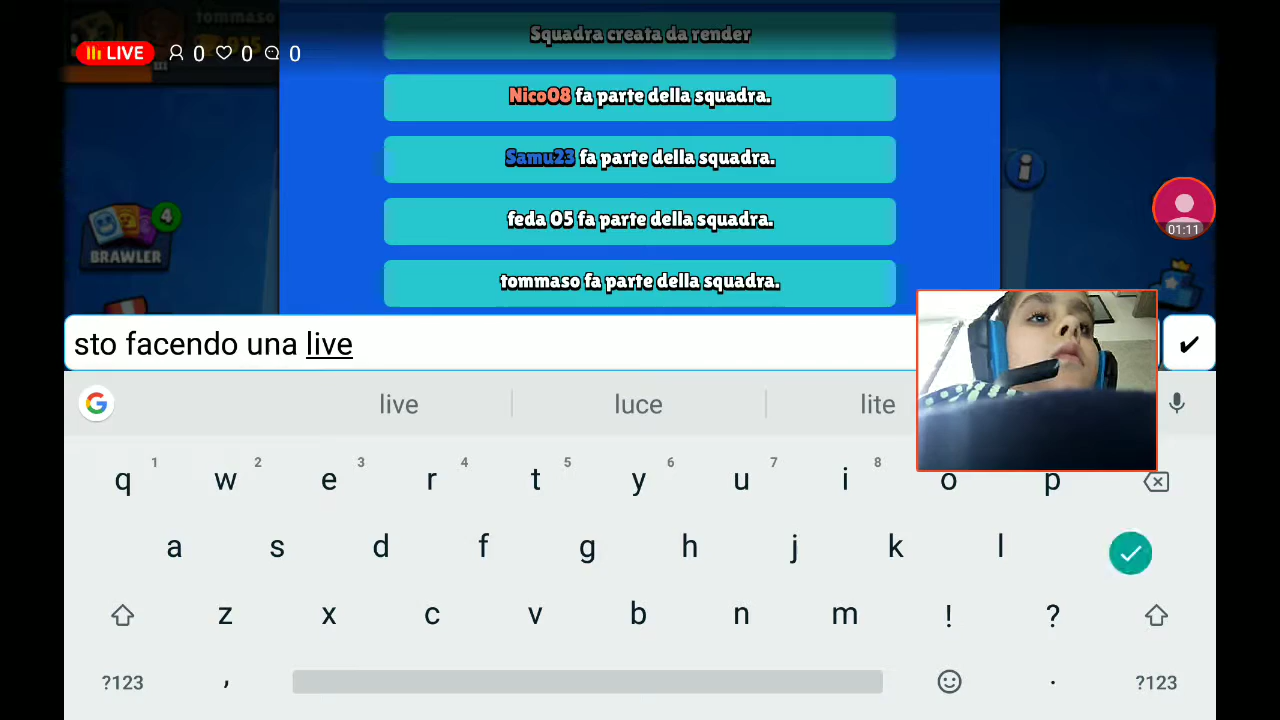 tommaso
LIVE 0 0 0
Squadra creata da render
Nico08 fa parte della squadra.
Samu23 fa parte della squadra.
feda 05 fa parte della squadra.
tommaso fa parte della squadra.
4
BRAWLER
01:11
sto facendo una live
live luce lite
1 2 3 4 5 6 7 8
q w e r t y u i o p
a s d f g h j k l
z x c v b n m ! ?
?123 , . ?123